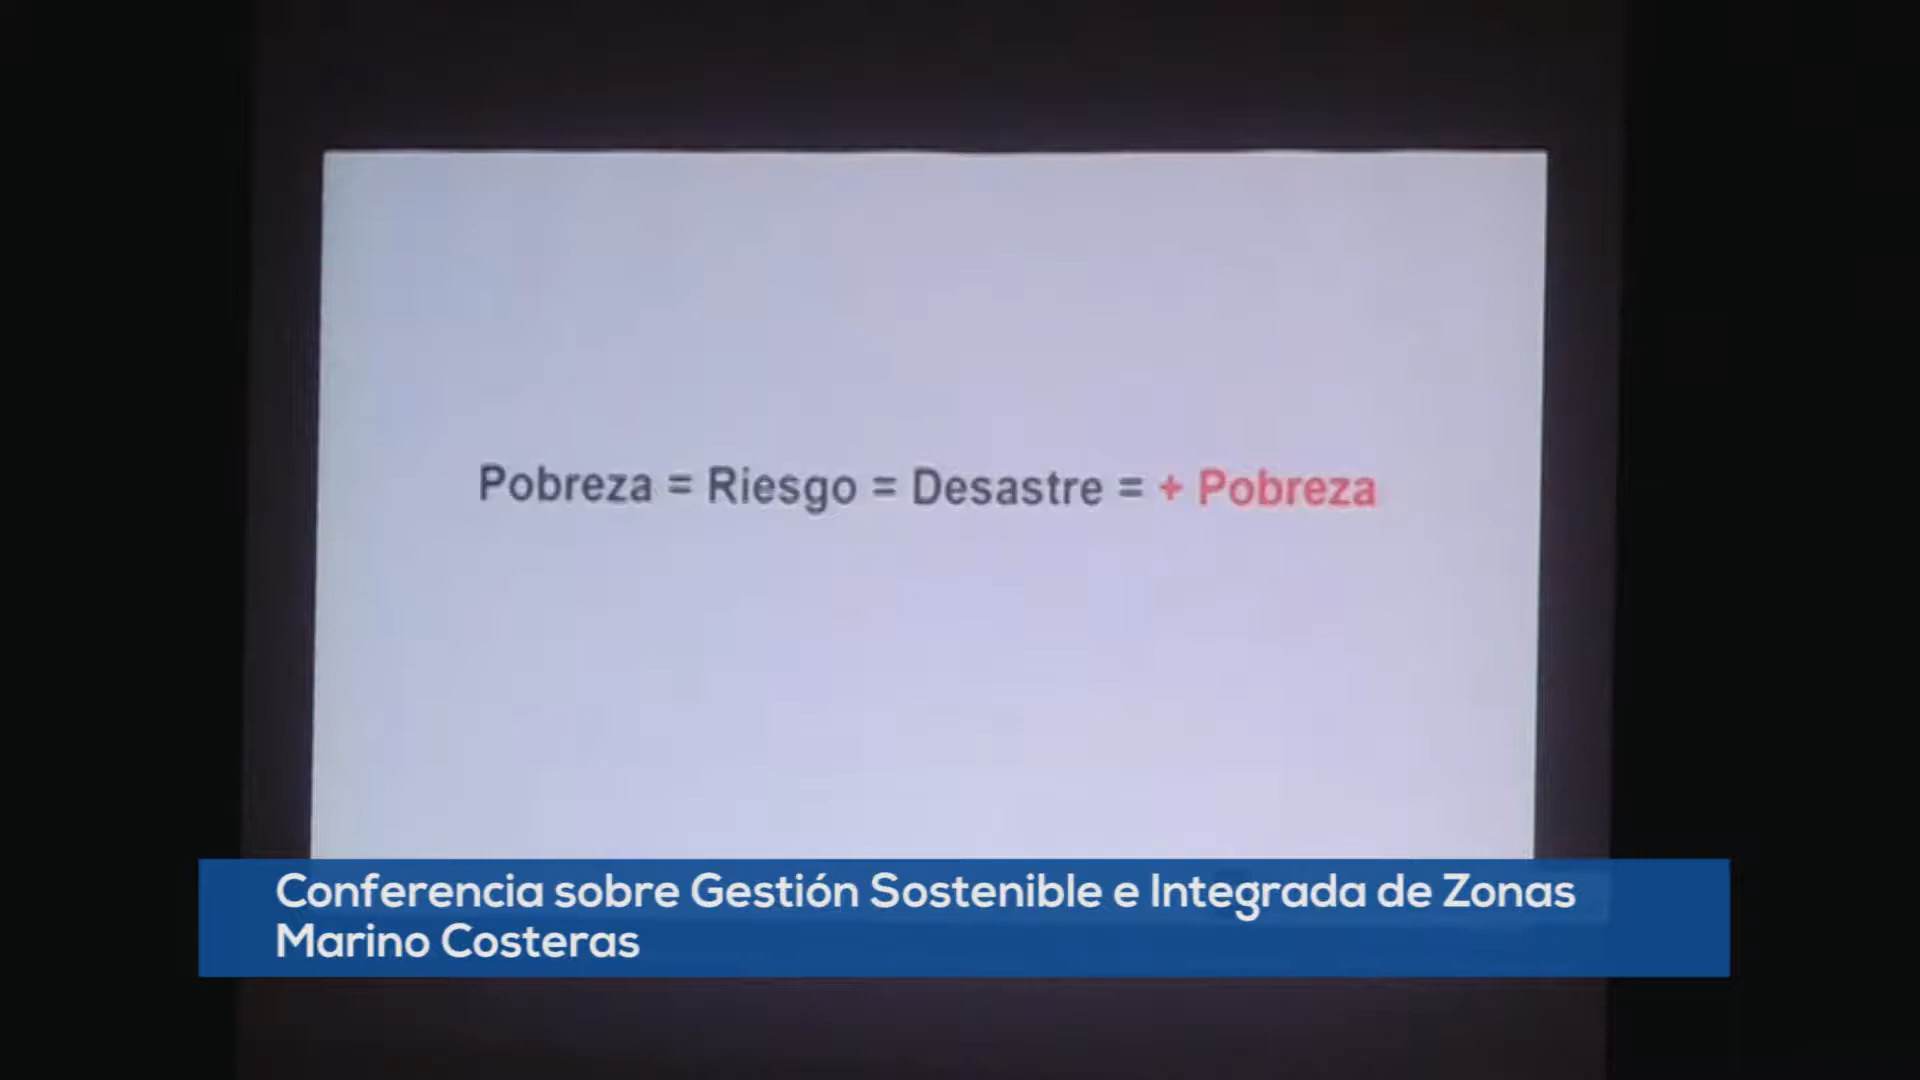 Pobreza = Riesgo = Desastre = + Pobreza
Conferencia sobre Gestión Sostenible e Integrada de Zonas
Marino Costeras